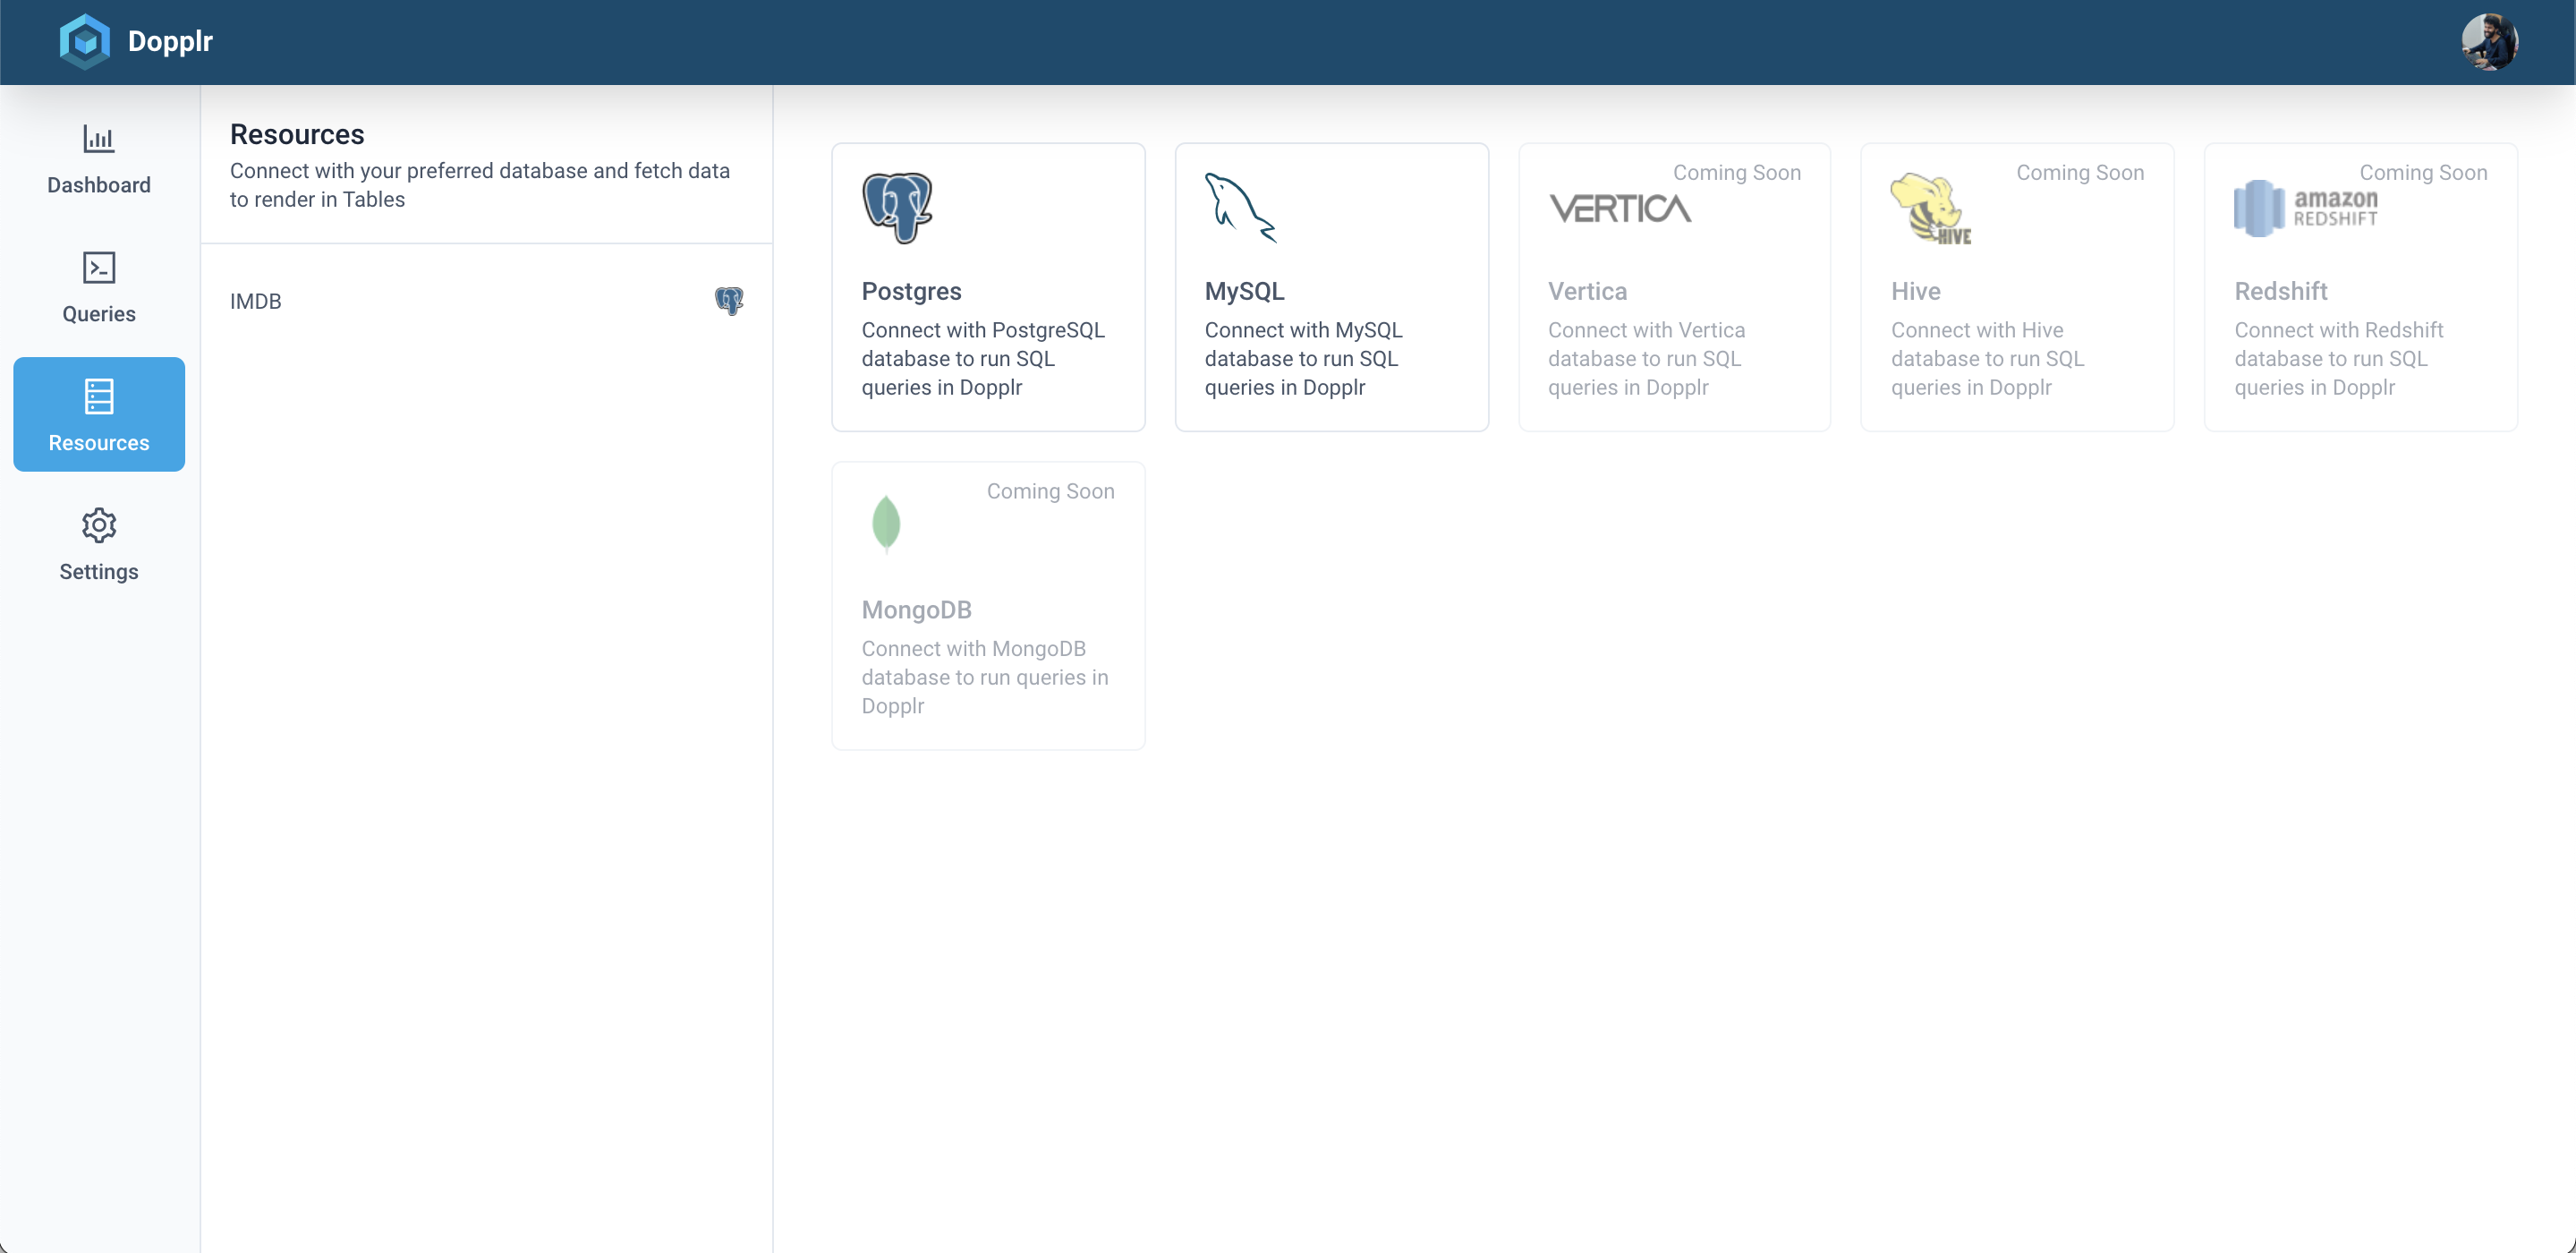 Dopplr
Dashboard
Queries
Resources
Settings
Resources
Connect with your preferred database and fetch data
to render in Tables
IMDB
Postgres
Connect with PostgreSQL
database to run SQL
queries in Dopplr
MySQL
Connect with MySQL
database to run SQL
queries in Dopplr
Coming Soon
VERTICA
Vertica
Connect with Vertica
database to run SQL
queries in Dopplr
Coming Soon
HIVE
Hive
Connect with Hive
database to run SQL
queries in Dopplr
Coming Soon
amazon
REDSHIFT
Redshift
Connect with Redshift
database to run SQL
queries in Dopplr
Coming Soon
MongoDB
Connect with MongoDB
database to run queries in
Dopplr